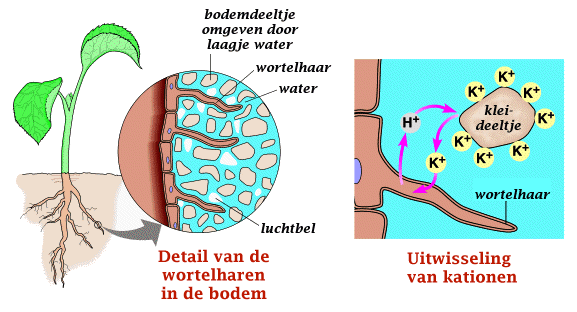 bodemdeeltje
omgeven door
laagje water
wortelhaar
water
luchtbel
Detail van de
wortelharen
in de bodem
K+
K+
K+
K+
K+
K+
K+
K+
klei-
deeltje
H+
K+
wortelhaar
Uitwisseling
van kationen